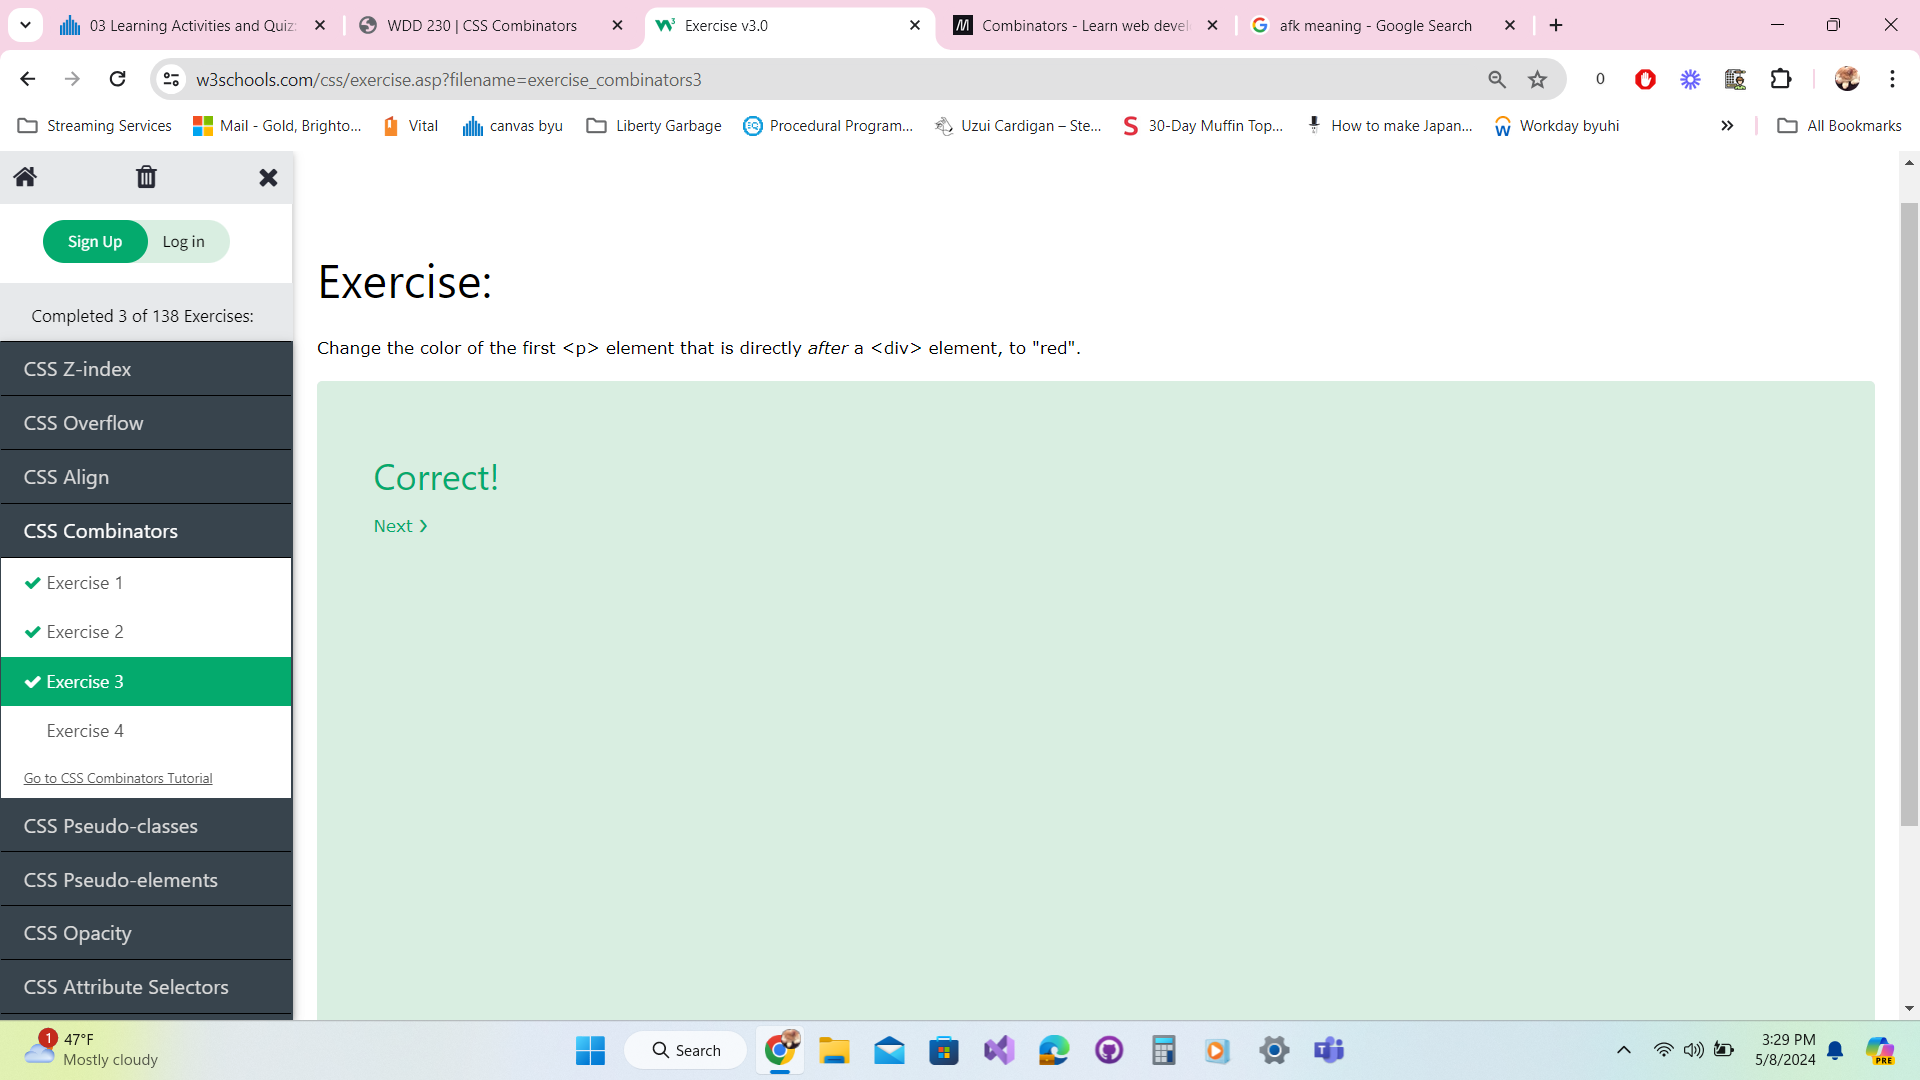 03 Learning Activities and Quiz:
WDD 230 | CSS Combinators
Exercise v3.0
Combinators - Learn web devel
afk meaning - Google Search
w3schools.com/css/exercise.asp?filename=exercise_combinators3
0
Streaming Services
Mail - Gold, Brighto...
Vital
canvas byu
Liberty Garbage
Procedural Program...
Uzui Cardigan – Ste...
30-Day Muffin Top...
How to make Japan...
Workday byuhi
All Bookmarks
Sign Up
Log in
Completed 3 of 138 Exercises:
CSS Z-index
CSS Overflow
CSS Align
CSS Combinators
Exercise 1
Exercise 2
Exercise 3
Exercise 4
Go to CSS Combinators Tutorial
CSS Pseudo-classes
CSS Pseudo-elements
CSS Opacity
CSS Attribute Selectors
Exercise:
Change the color of the first <p> element that is directly after a <div> element, to "red".
Correct!
Next ❯
1
47°F
Mostly cloudy
Search
3:29 PM
5/8/2024
PRE